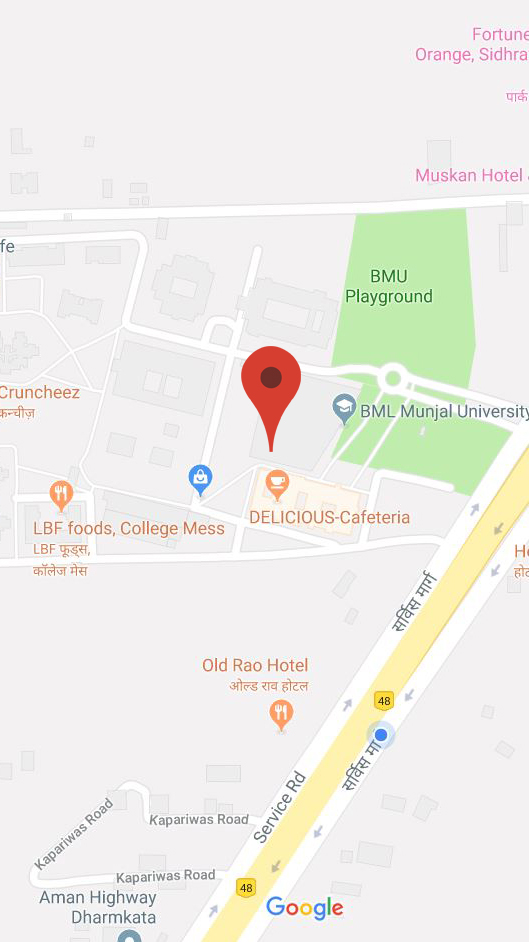 Fortune
Orange, Sidhra
पार्क
Muskan Hotel &
fe
BMU
Playground
Cruncheez
कन्चीज़
BML Munjal University
DELICIOUS-Cafeteria
LBF foods, College Mess
LBF फूड्स,
कॉलेज मेस
सर्विस मार्ग
Old Rao Hotel
ओल्ड राव होटल
48
सर्विस मा
Service Rd
Kapariwas Road
Kapariwas Road
Kapariwas Road
48
Aman Highway
Dharmkata
Google